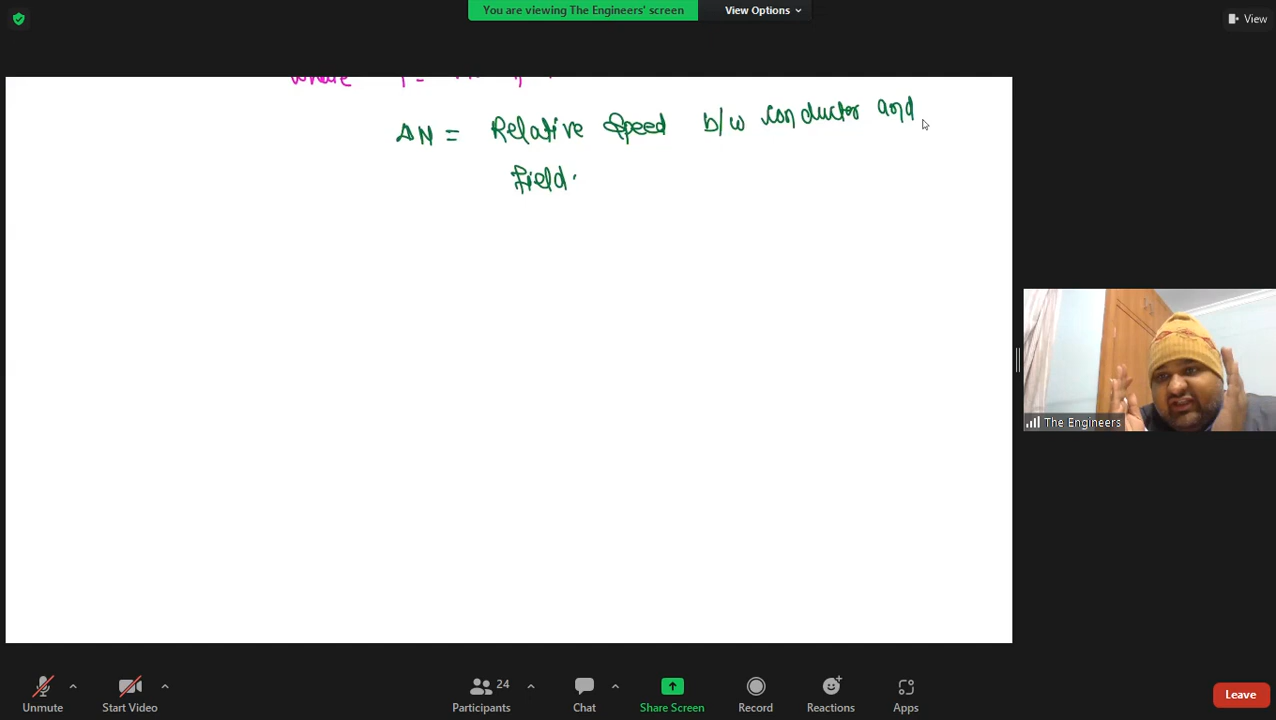 You are viewing The Engineers' screen
View Options
View
where
ΔN = Relative Speed b/w conductor and
Field.
The Engineers
Unmute
Start Video
24
Participants
Chat
Share Screen
Record
Reactions
Apps
Leave